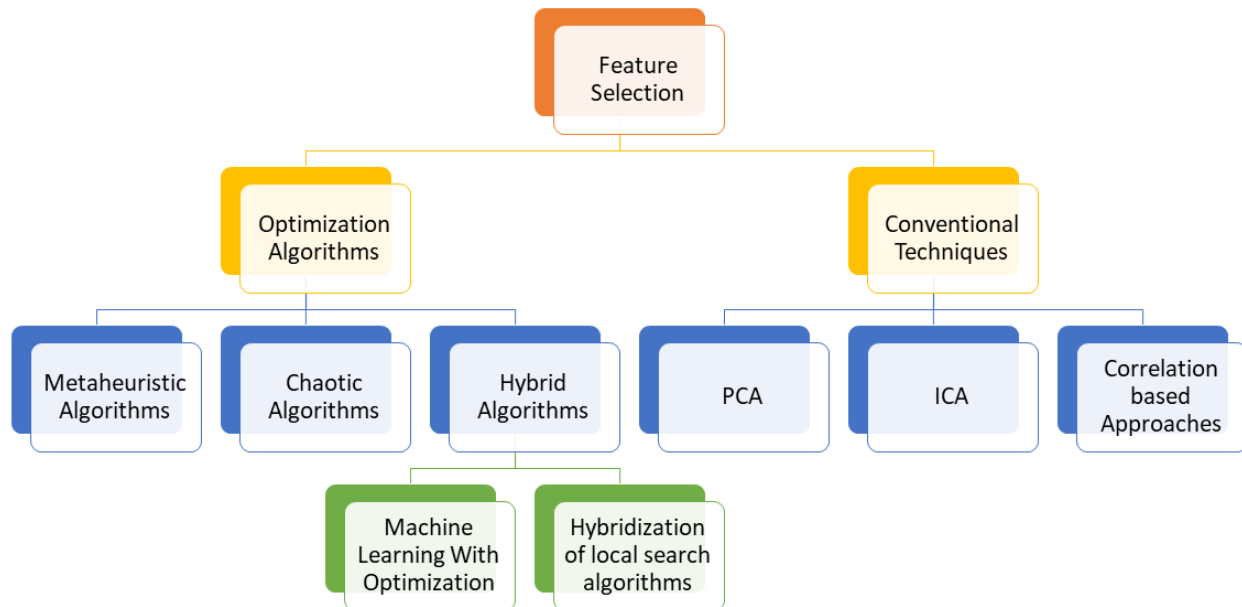 Feature
Selection
Optimization
Algorithms
Conventional
Techniques
Metaheuristic
Algorithms
Chaotic
Algorithms
Hybrid
Algorithms
PCA
ICA
Correlation
based
Approaches
Machine
Learning With
Optimization
Hybridization
of local search
algorithms